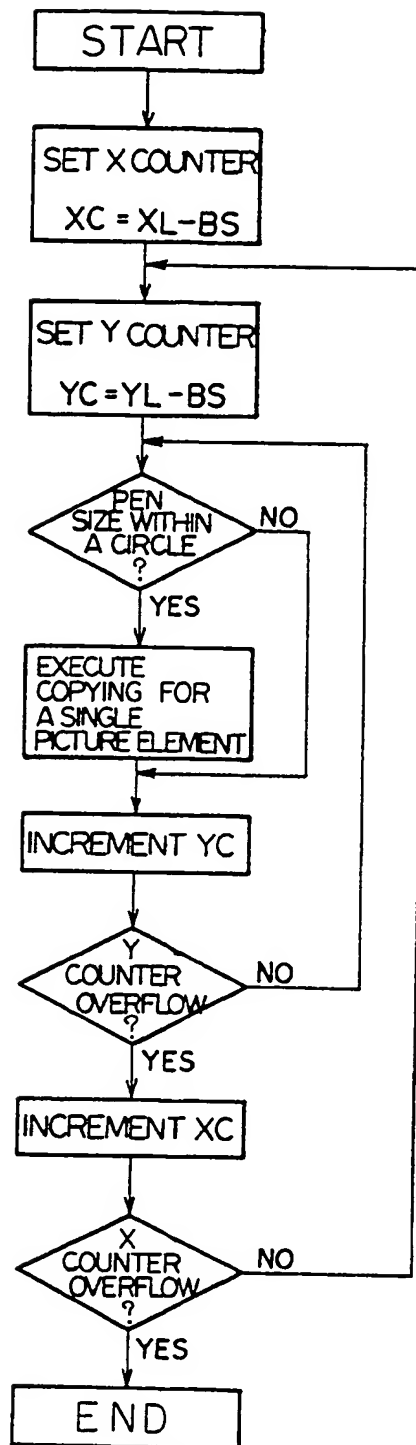 START
SET X COUNTER
XC = XL-BS
SET Y COUNTER
YC = YL-BS
PEN
SIZE WITHIN
A CIRCLE
?
NO
YES
EXECUTE
COPYING FOR
A SINGLE
PICTURE ELEMENT
INCREMENT YC
Y
COUNTER
OVERFLOW
?
NO
YES
INCREMENT XC
X
COUNTER
OVERFLOW
?
NO
YES
END